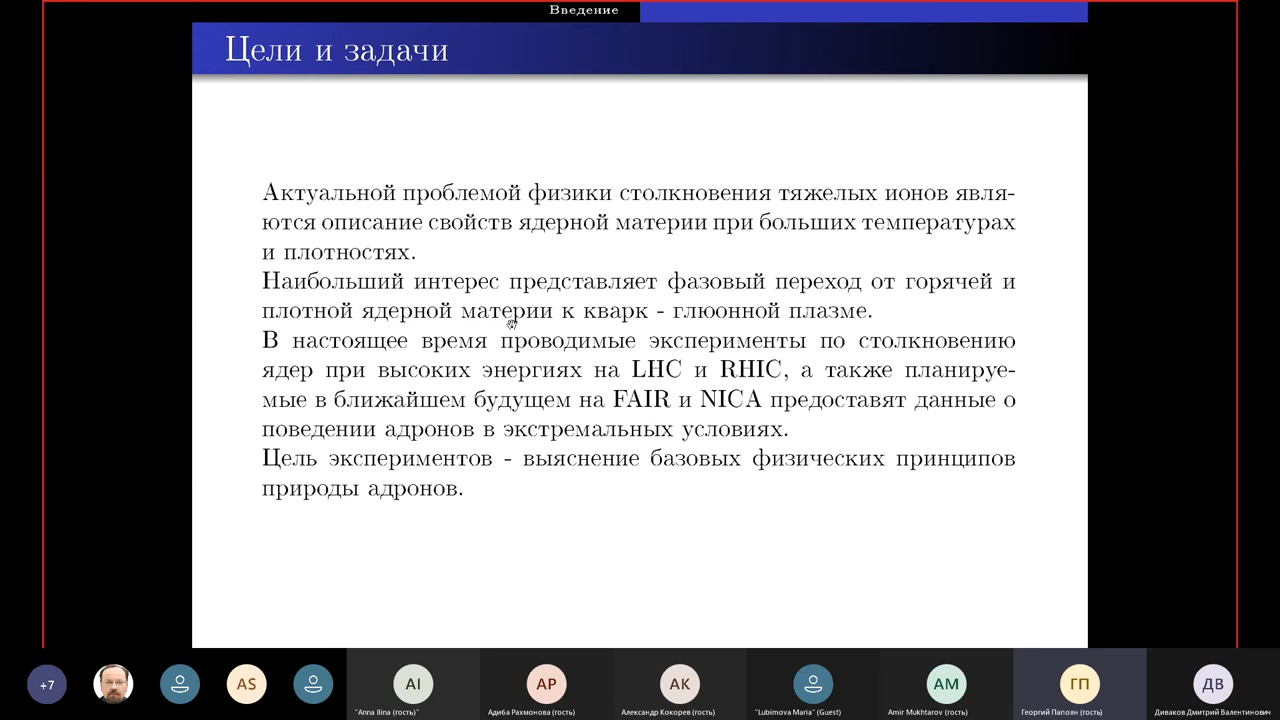 Введение
Цели и задачи
Актуальной проблемой физики столкновения тяжелых ионов явля-
ются описание свойств ядерной материи при больших температурах
и плотностях.
Наибольший интерес представляет фазовый переход от горячей и
плотной ядерной материи к кварк - глюонной плазме.
В настоящее время проводимые эксперименты по столкновению
ядер при высоких энергиях на LHC и RHIC, а также планируе-
мые в ближайшем будущем на FAIR и NICA предоставят данные о
поведении адронов в экстремальных условиях.
Цель экспериментов - выяснение базовых физических принципов
природы адронов.
+7 AS AI AP AK AM ГП ДВ
"Anna Ilina (гость)" Адиба Рахмонова (гость) Александр Кокорев (гость) "Lubimova Maria" (Guest) Amir Mukhtarov (гость) Георгий Папоян (гость) Диваков Дмитрий Валентинович